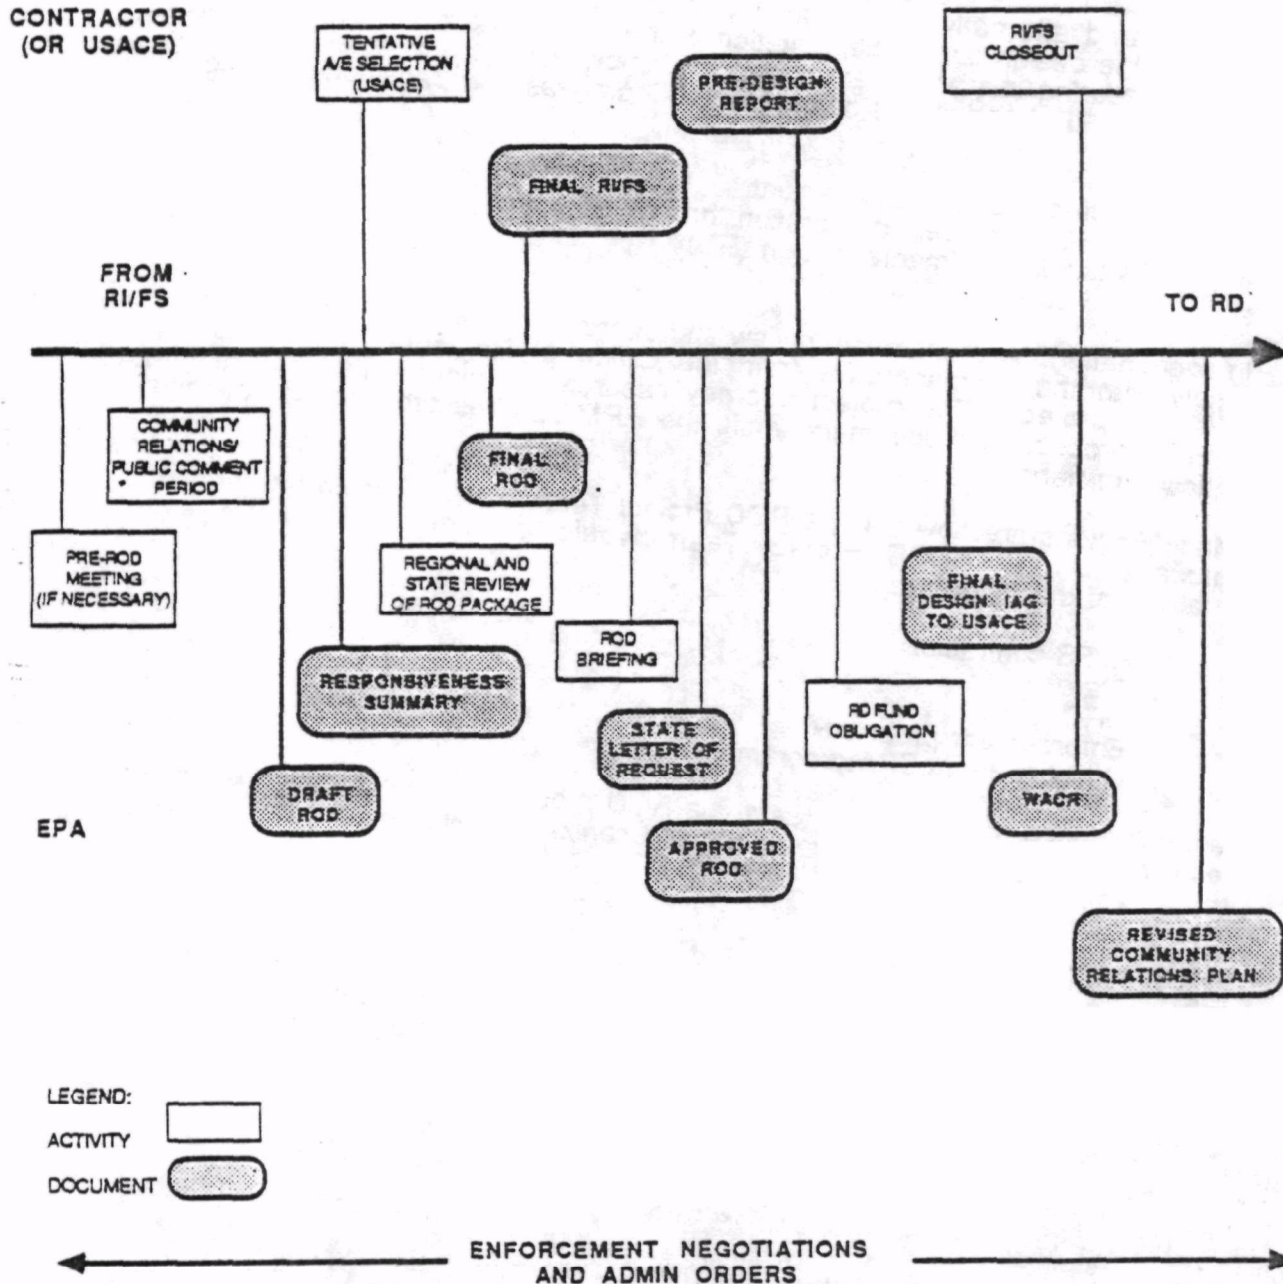 CONTRACTOR
(OR USACE)
TENTATIVE
A/E SELECTION
(USACE)
RI/FS
CLOSEOUT
PRE-DESIGN
REPORT
FINAL RI/FS
FROM
RI/FS
TO RD
COMMUNITY
RELATIONS/
PUBLIC COMMENT
PERIOD
FINAL
ROD
PRE-ROD
MEETING
(IF NECESSARY)
REGIONAL AND
STATE REVIEW
OF ROD PACKAGE
FINAL
DESIGN IAG
TO USACE
ROD
BRIEFING
RESPONSIVENESS
SUMMARY
RD FUND
OBLIGATION
STATE
LETTER OF
REQUEST
DRAFT
ROD
WACR
EPA
APPROVED
ROD
REVISED
COMMUNITY
RELATIONS PLAN
LEGEND:
ACTIVITY
DOCUMENT
ENFORCEMENT NEGOTIATIONS
AND ADMIN ORDERS